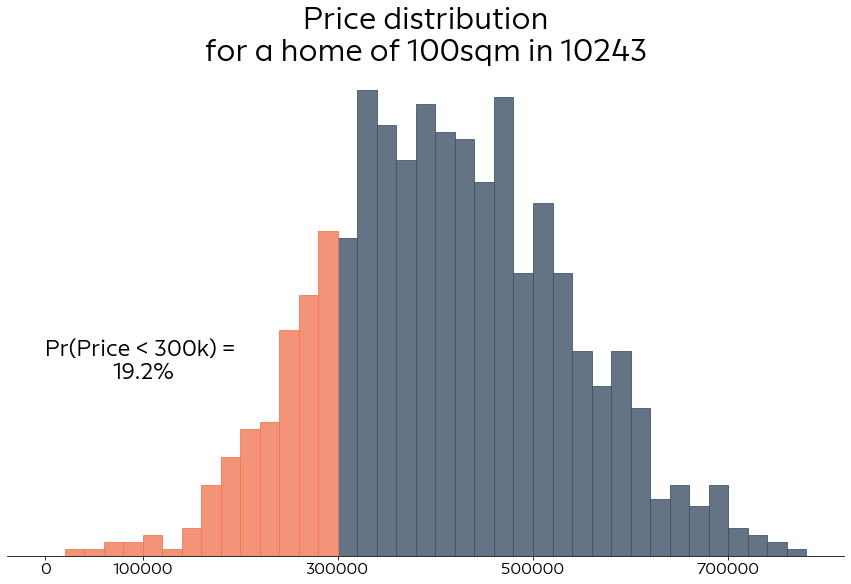 Price distribution
for a home of 100sqm in 10243
Pr(Price < 300k) =
19.2%
0 100000 300000 500000 700000